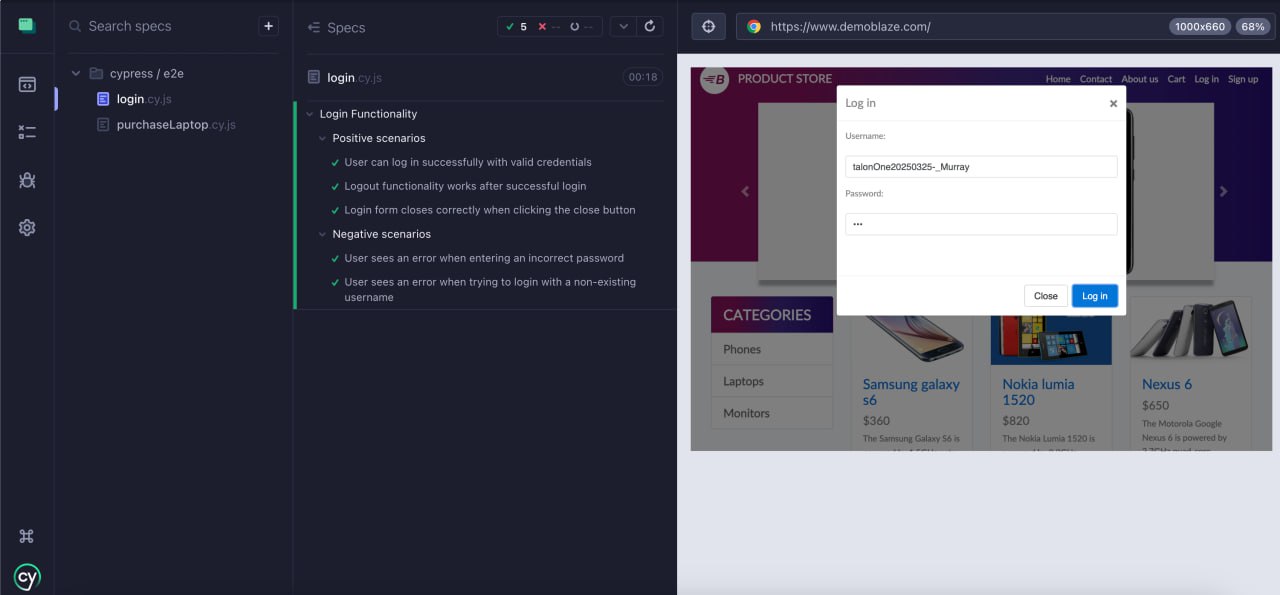 Search specs
+
cypress / e2e
login.cy.js
purchaseLaptop.cy.js
cy
Specs
5 -- --
login.cy.js
00:18
Login Functionality
Positive scenarios
User can log in successfully with valid credentials
Logout functionality works after successful login
Login form closes correctly when clicking the close button
Negative scenarios
User sees an error when entering an incorrect password
User sees an error when trying to login with a non-existing
username
https://www.demoblaze.com/
1000x660
68%
B
PRODUCT STORE
Home Contact About us Cart Log in Sign up
Log in
×
Username:
talonOne20250325-_Murray
Password:
•••
Close
Log in
CATEGORIES
Phones
Laptops
Monitors
Samsung galaxy
s6
$360
The Samsung Galaxy S6 is
Nokia lumia
1520
$820
The Nokia Lumia 1520 is
Nexus 6
$650
The Motorola Google
Nexus 6 is powered by